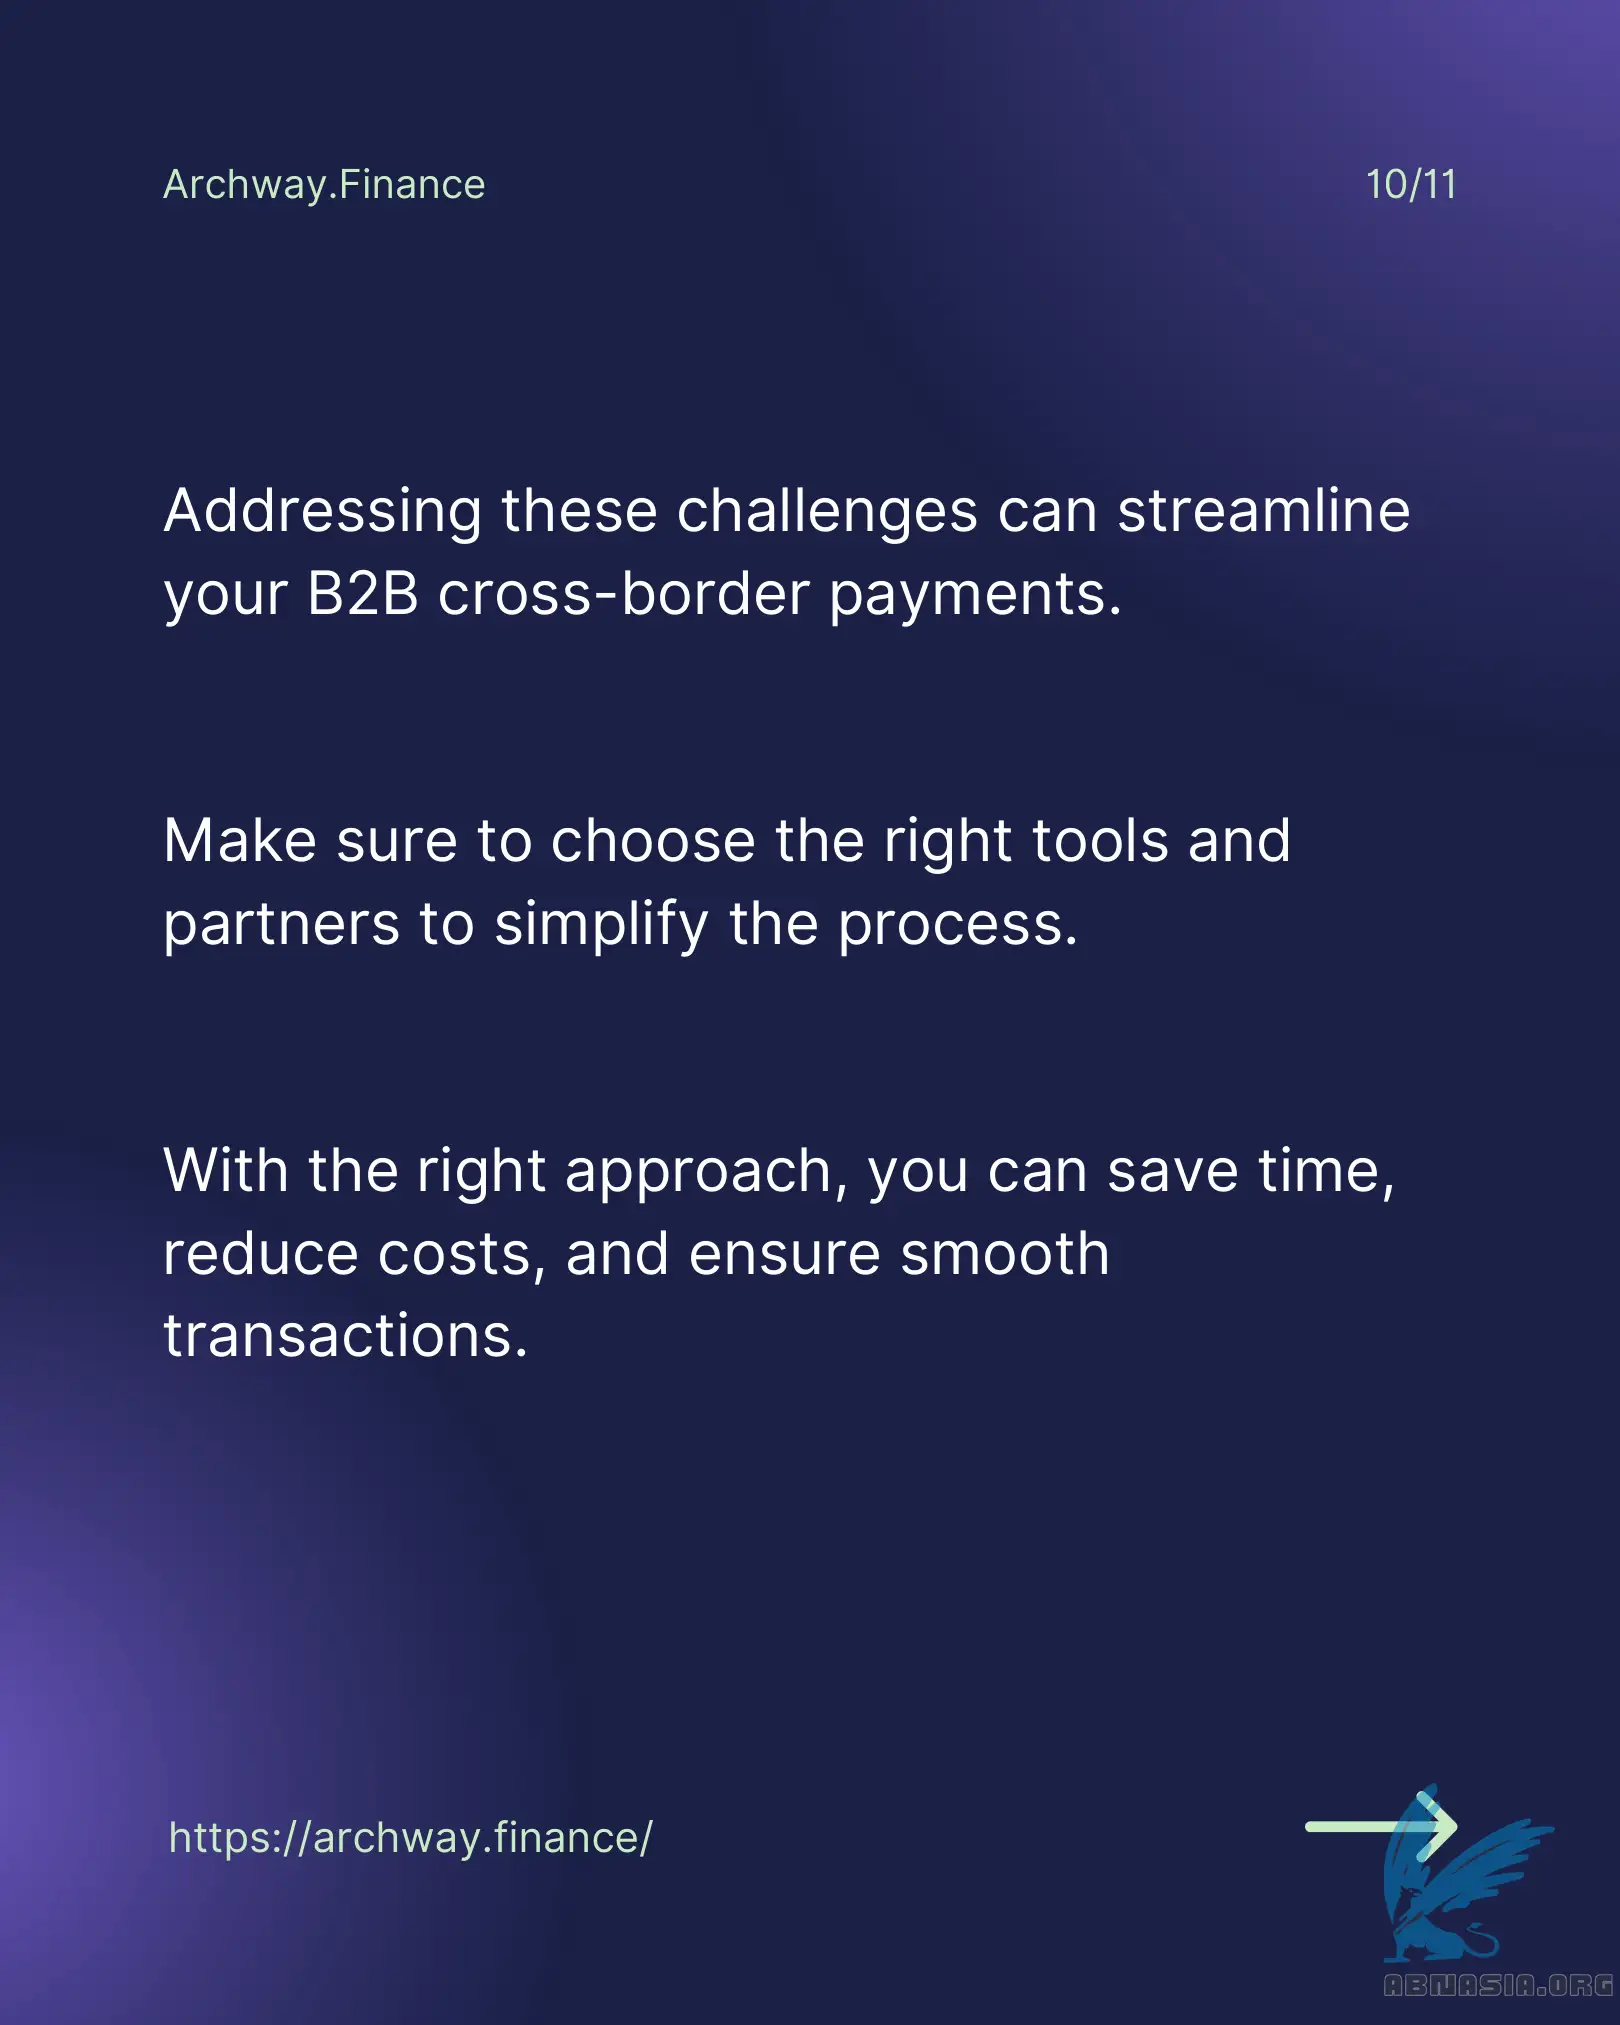 Archway.Finance
10/11
Addressing these challenges can streamline
your B2B cross-border payments.
Make sure to choose the right tools and
partners to simplify the process.
With the right approach, you can save time,
reduce costs, and ensure smooth
transactions.
https://archway.finance/
ABNASIA.ORG